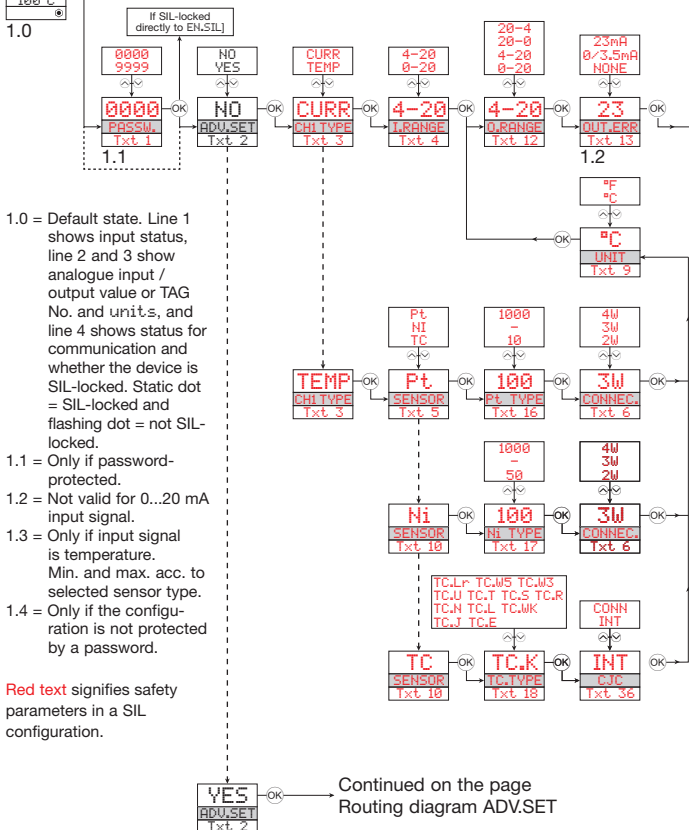 100 C
1.0
If SIL-locked
directly to EN.SIL]
0000
9999
NO
YES
CURR
TEMP
4-20
0-20
20-4
20-0
4-20
0-20
23mA
0/3.5mA
NONE
0000 OK
PASSW.
Txt 1
1.1
NO OK
ADV.SET
Txt 2
CURR OK
CH1TYPE
Txt 3
4-20 OK
I.RANGE
Txt 4
4-20 OK
O.RANGE
Txt 12
23 OK
OUT.ERR
Txt 13
1.2
°F
°C
°C OK
UNIT
Txt 9
1.0 = Default state. Line 1
shows input status,
line 2 and 3 show
analogue input /
output value or TAG
No. and units, and
line 4 shows status for
communication and
whether the device is
SIL-locked. Static dot
= SIL-locked and
flashing dot = not SIL-
locked.
1.1 = Only if password-
protected.
1.2 = Not valid for 0...20 mA
input signal.
1.3 = Only if input signal
is temperature.
Min. and max. acc. to
selected sensor type.
1.4 = Only if the configu-
ration is not protected
by a password.
Red text signifies safety
parameters in a SIL
configuration.
Pt
NI
TC
1000
-
10
4W
3W
2W
TEMP OK
CH1TYPE
Txt 3
Pt OK
SENSOR
Txt 5
100 OK
Pt TYPE
Txt 16
3W OK
CONNEC.
Txt 6
1000
-
50
4W
3W
2W
Ni OK
SENSOR
Txt 10
100 OK
Ni TYPE
Txt 17
3W OK
CONNEC.
Txt 6
TC.Lr TC.W5 TC.W3
TC.U TC.T TC.S TC.R
TC.N TC.L TC.WK
TC.J TC.E
CONN
INT
TC OK
SENSOR
Txt 10
TC.K OK
TC.TYPE
Txt 18
INT OK
CJC
Txt 36
YES OK
ADV.SET
Txt 2
Continued on the page
Routing diagram ADV.SET